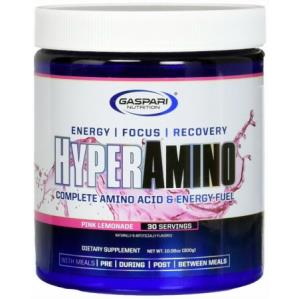 GASPARI
NUTRITION
ENERGY | FOCUS | RECOVERY
HYPERAMINO
COMPLETE AMINO ACID & ENERGY FUEL
PINK LEMONADE 30 SERVINGS
NATURALLY & ARTIFICIALLY FLAVORED
DIETARY SUPPLEMENT NET WT. 10.58oz (300g)
WITH MEALS | PRE | DURING | POST | BETWEEN MEALS